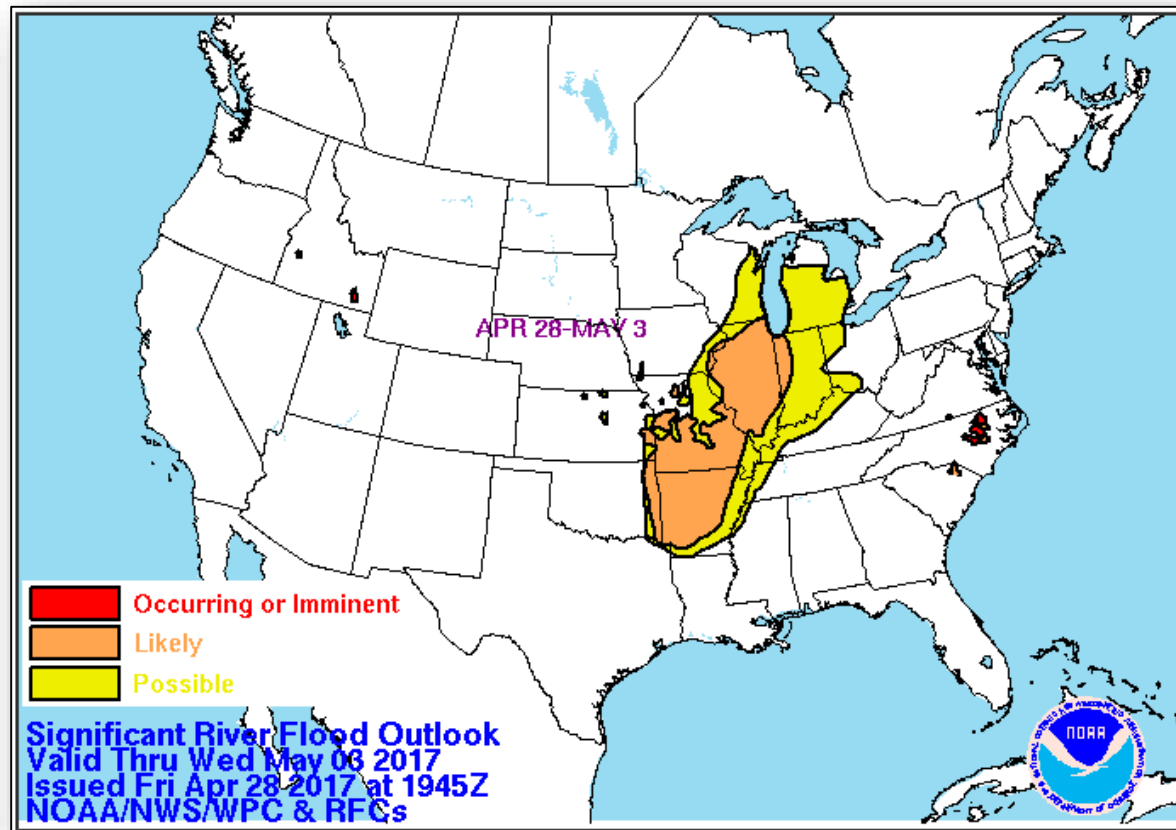 APR 28-MAY 3
Occurring or Imminent
Likely
Possible
Significant River Flood Outlook
Valid Thru Wed May 03 2017
Issued Fri Apr 28 2017 at 1945Z
NOAA/NWS/WPC & RFCs
NOAA